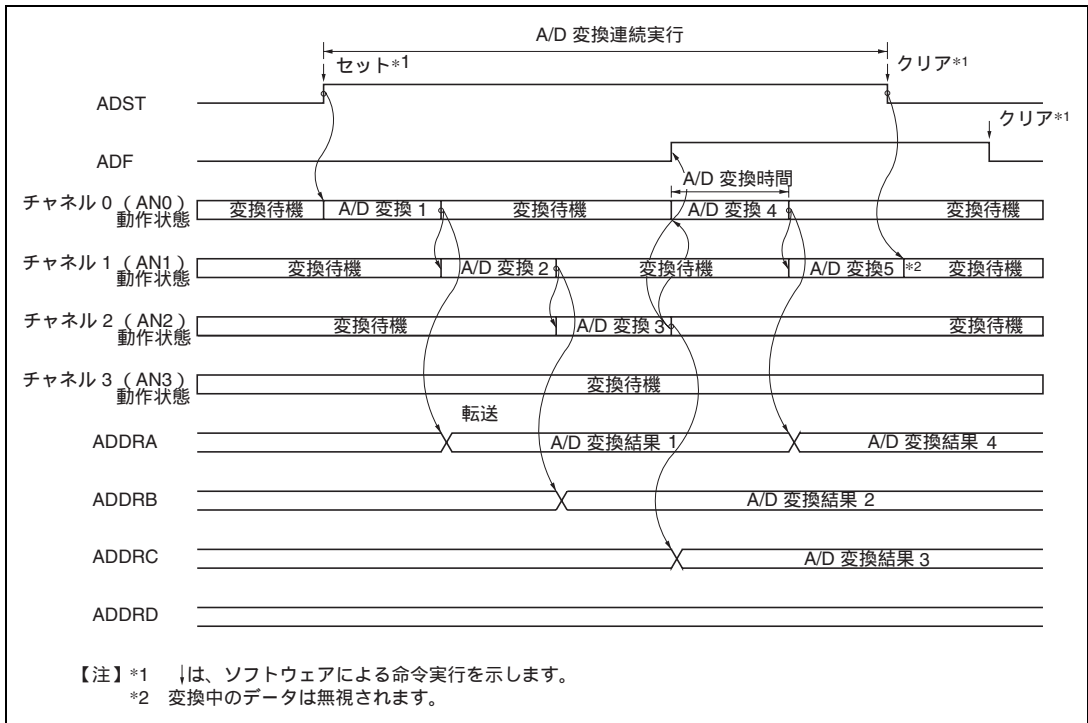 A/D 変換連続実行
セット*1
クリア*1
ADST
クリア*1
ADF
A/D 変換時間
チャネル 0 ( AN0 )
動作状態
変換待機 A/D 変換 1 変換待機 A/D 変換 4 変換待機
チャネル 1 ( AN1 )
動作状態
変換待機 A/D 変換 2 変換待機 A/D 変換5 *2 変換待機
チャネル 2 ( AN2 )
動作状態
変換待機 A/D 変換 3 変換待機
チャネル 3 ( AN3 )
動作状態
変換待機
転送
ADDRA A/D 変換結果 1 A/D 変換結果 4
ADDRB A/D 変換結果 2
ADDRC A/D 変換結果 3
ADDRD
【注】*1 ↓は、ソフトウェアによる命令実行を示します。
*2 変換中のデータは無視されます。